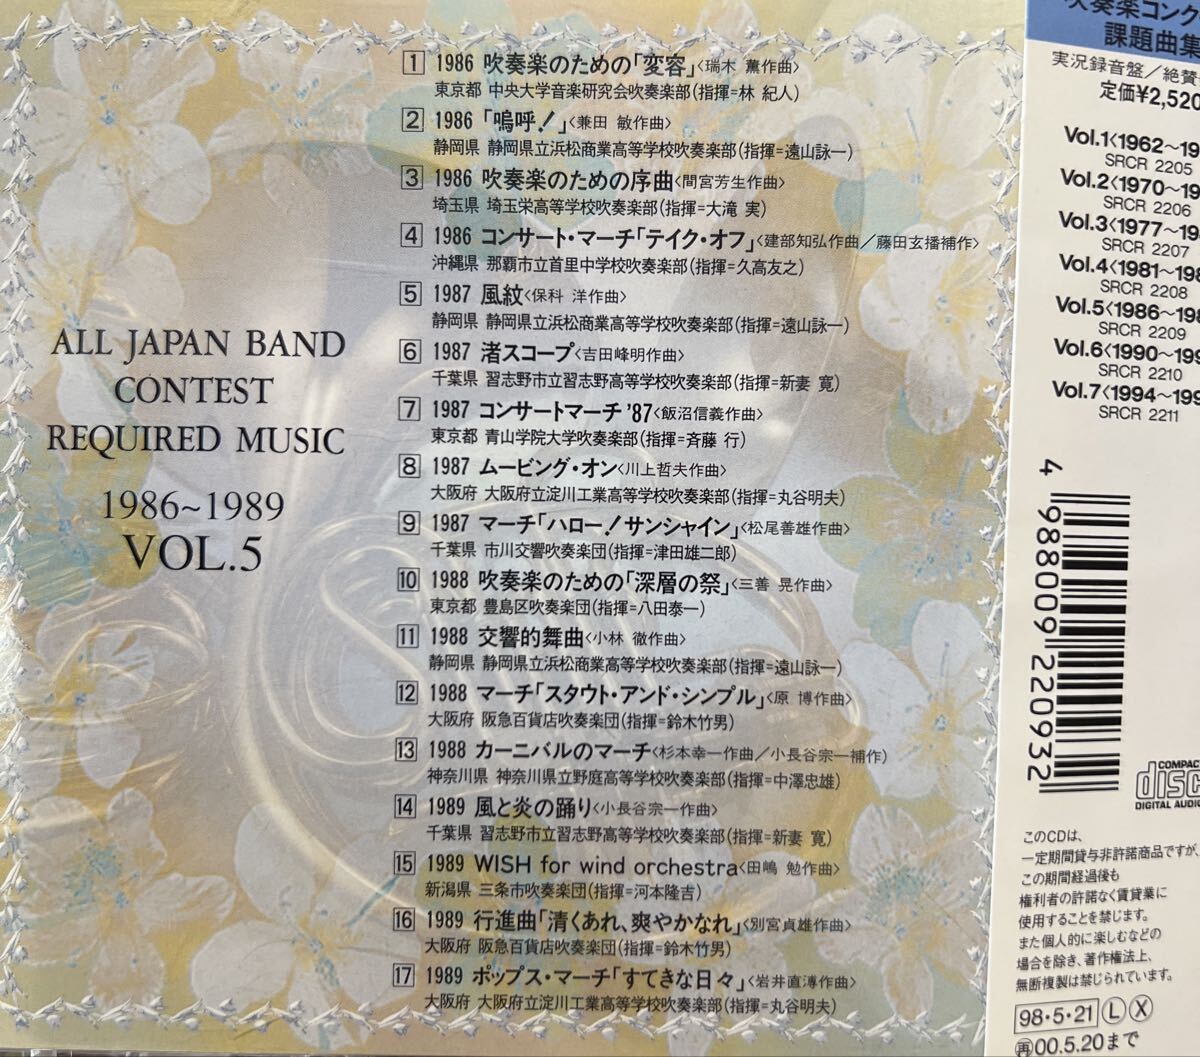 ALL JAPAN BAND
CONTEST
REQUIRED MUSIC
1986~1989
VOL.5
1 1986 吹奏楽のための「変容」〈瑞木 薫作曲〉
東京都 中央大学音楽研究会吹奏楽部(指揮=林 紀人)
2 1986 「嗚呼!」〈兼田 敏作曲〉
静岡県 静岡県立浜松商業高等学校吹奏楽部(指揮=遠山詠一)
3 1986 吹奏楽のための序曲〈間宮芳生作曲〉
埼玉県 埼玉栄高等学校吹奏楽部(指揮=大滝 実)
4 1986 コンサート・マーチ「テイク・オフ」〈建部知弘作曲/藤田玄播補作〉
沖縄県 那覇市立首里中学校吹奏楽部(指揮=久高友之)
5 1987 風紋〈保科 洋作曲〉
静岡県 静岡県立浜松商業高等学校吹奏楽部(指揮=遠山詠一)
6 1987 渚スコープ〈吉田峰明作曲〉
千葉県 習志野市立習志野高等学校吹奏楽部(指揮=新妻 寛)
7 1987 コンサートマーチ '87〈飯沼信義作曲〉
東京都 青山学院大学吹奏楽部(指揮=斉藤 行)
8 1987 ムービング・オン〈川上哲夫作曲〉
大阪府 大阪府立淀川工業高等学校吹奏楽部(指揮=丸谷明夫)
9 1987 マーチ「ハロー!サンシャイン」〈松尾善雄作曲〉
千葉県 市川交響吹奏楽団(指揮=津田雄二郎)
10 1988 吹奏楽のための「深層の祭」〈三善 晃作曲〉
東京都 豊島区吹奏楽団(指揮=八田泰一)
11 1988 交響的舞曲〈小林 徹作曲〉
静岡県 静岡県立浜松商業高等学校吹奏楽部(指揮=遠山詠一)
12 1988 マーチ「スタウト・アンド・シンプル」〈原 博作曲〉
大阪府 阪急百貨店吹奏楽団(指揮=鈴木竹男)
13 1988 カーニバルのマーチ〈杉本幸一作曲/小長谷宗一補作〉
神奈川県 神奈川県立野庭高等学校吹奏楽部(指揮=中澤忠雄)
14 1989 風と炎の踊り〈小長谷宗一作曲〉
千葉県 習志野市立習志野高等学校吹奏楽部(指揮=新妻 寛)
15 1989 WISH for wind orchestra〈田嶋 勉作曲〉
新潟県 三条市吹奏楽団(指揮=河本隆吉)
16 1989 行進曲「清くあれ、爽やかなれ」〈別宮貞雄作曲〉
大阪府 阪急百貨店吹奏楽団(指揮=鈴木竹男)
17 1989 ポップス・マーチ「すてきな日々」〈岩井直溥作曲〉
大阪府 大阪府立淀川工業高等学校吹奏楽部(指揮=丸谷明夫)
吹奏楽コンク
課題曲集
実況録音盤/絶賛
定価¥2,520
Vol.1〈1962~19
SRCR 2205
Vol.2〈1970~19
SRCR 2206
Vol.3〈1977~19
SRCR 2207
Vol.4〈1981~198
SRCR 2208
Vol.5〈1986~198
SRCR 2209
Vol.6〈1990~199
SRCR 2210
Vol.7〈1994~199
SRCR 2211
4 988009 220932
COMPACT
disc
DIGITAL AUDIO
このCDは、
一定期間貸与非許諾商品ですが、
この期間経過後も
権利者の許諾なく賃貸業に
使用することを禁じます。
また個人的に楽しむなどの
場合を除き、著作権法上、
無断複製は禁じられています。
98・5・21 L X
再00.5.20まで